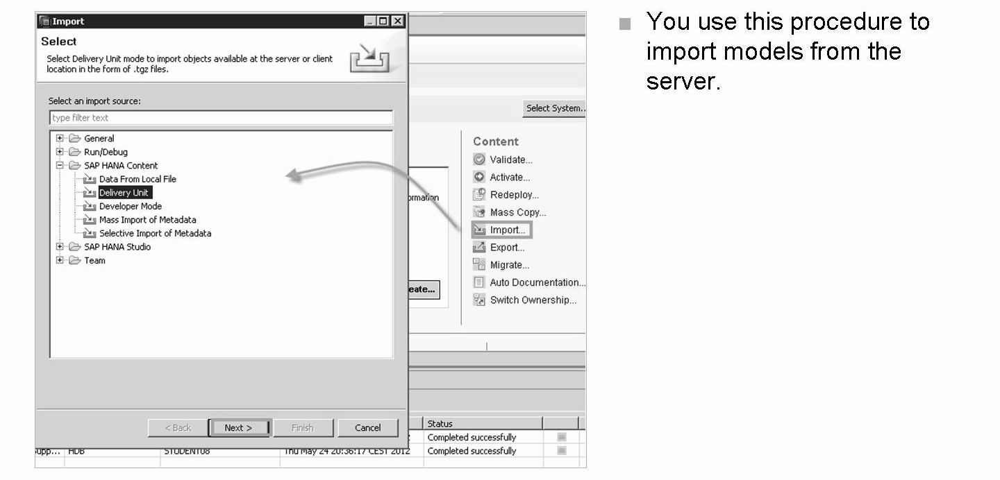 Import
Select
Select Delivery Unit mode to import objects available at the server or client
location in the form of .tgz files.
Select an import source:
type filter text
General
Run/Debug
SAP HANA Content
Data From Local File
Delivery Unit
Developer Mode
Mass Import of Metadata
Selective Import of Metadata
SAP HANA Studio
Team
< Back
Next >
Finish
Cancel
Select System..
Content
Validate...
Activate...
Redeploy...
Mass Copy...
Import...
Export...
Migrate...
Auto Documentation...
Switch Ownership...
ormation
eate...
Status
Completed successfully
upp... HDB STUDENT08 Thu May 24 20:36:17 CEST 2012 Completed successfully
You use this procedure to
import models from the
server.